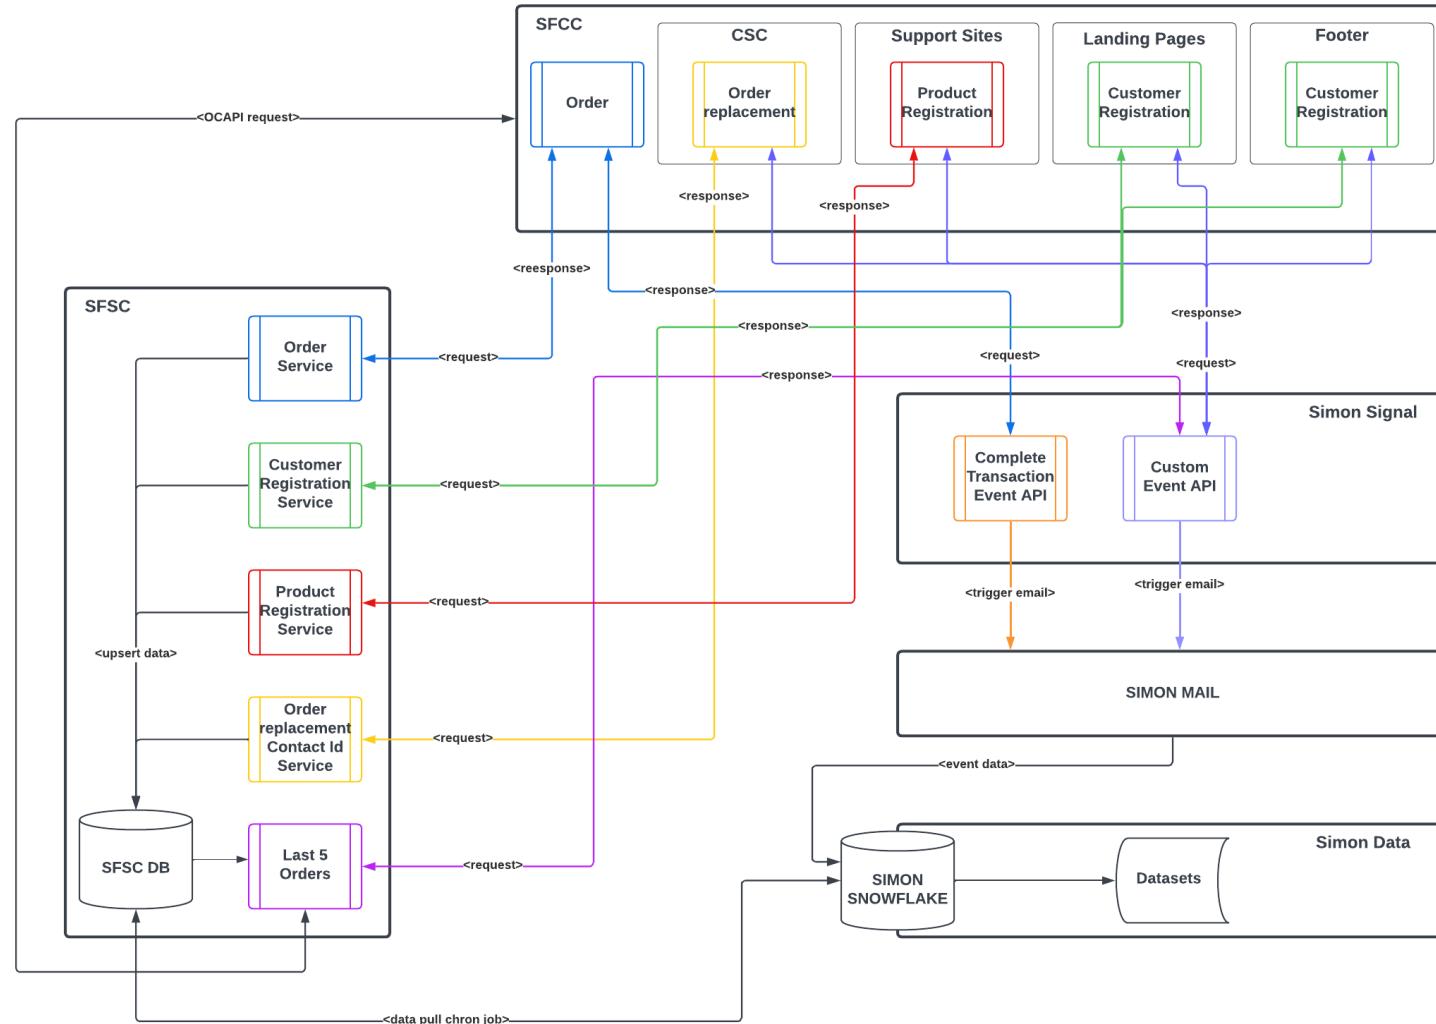 SFCC
CSC
Support Sites
Landing Pages
Footer
Order
Order
replacement
Product
Registration
Customer
Registration
Customer
Registration
<OCAPI request>
<response>
<response>
<reesponse>
<response>
<response>
<response>
<request>
<request>
<request>
<response>
SFSC
Order
Service
Customer
Registration
Service
<request>
Product
Registration
Service
<request>
<upsert data>
Order
replacement
Contact Id
Service
<request>
SFSC DB
Last 5
Orders
<request>
Simon Signal
Complete
Transaction
Event API
Custom
Event API
<trigger email>
<trigger email>
SIMON MAIL
<event data>
Simon Data
SIMON
SNOWFLAKE
Datasets
<data pull chron job>